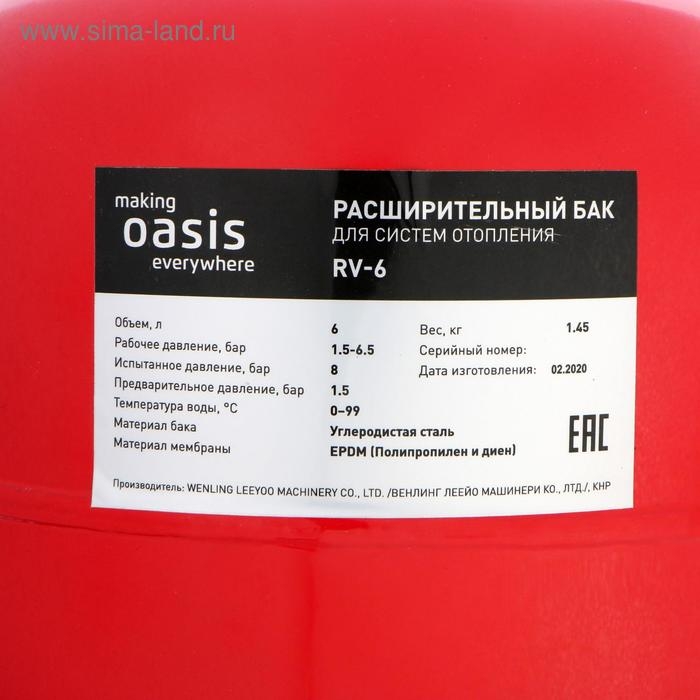 www.sima-land.ru
making
oasis
everywhere
РАСШИРИТЕЛЬНЫЙ БАК
ДЛЯ СИСТЕМ ОТОПЛЕНИЯ
RV-6
Объем, л 6
Рабочее давление, бар 1.5-6.5
Испытанное давление, бар 8
Предварительное давление, бар 1.5
Температура воды, °C 0–99
Материал бака Углеродистая сталь
Материал мембраны EPDM (Полипропилен и диен)
Вес, кг 1.45
Серийный номер:
Дата изготовления: 02.2020
EAC
Производитель: WENLING LEEYOO MACHINERY CO., LTD. /ВЕНЛИНГ ЛЕЕЙО МАШИНЕРИ КО., ЛТД./, КНР